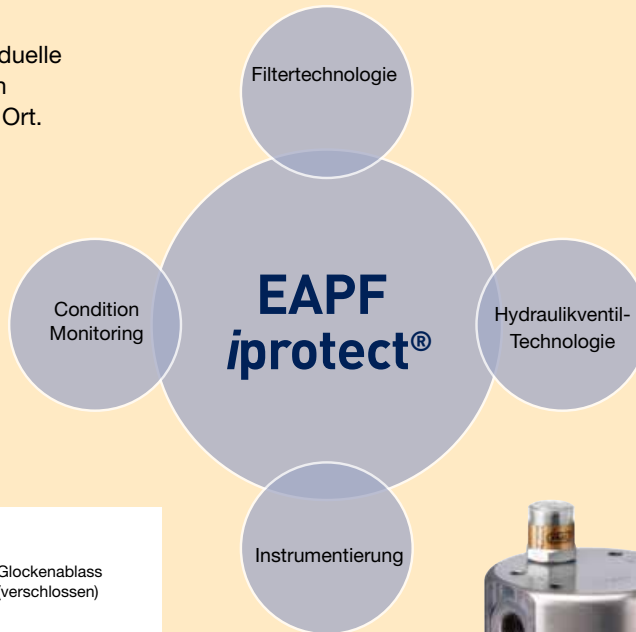 duelle
Ort.
Filtertechnologie
Condition
Monitoring
EAPF
iprotect®
Hydraulikventil-
Technologie
Instrumentierung
Glockenablass
(verschlossen)